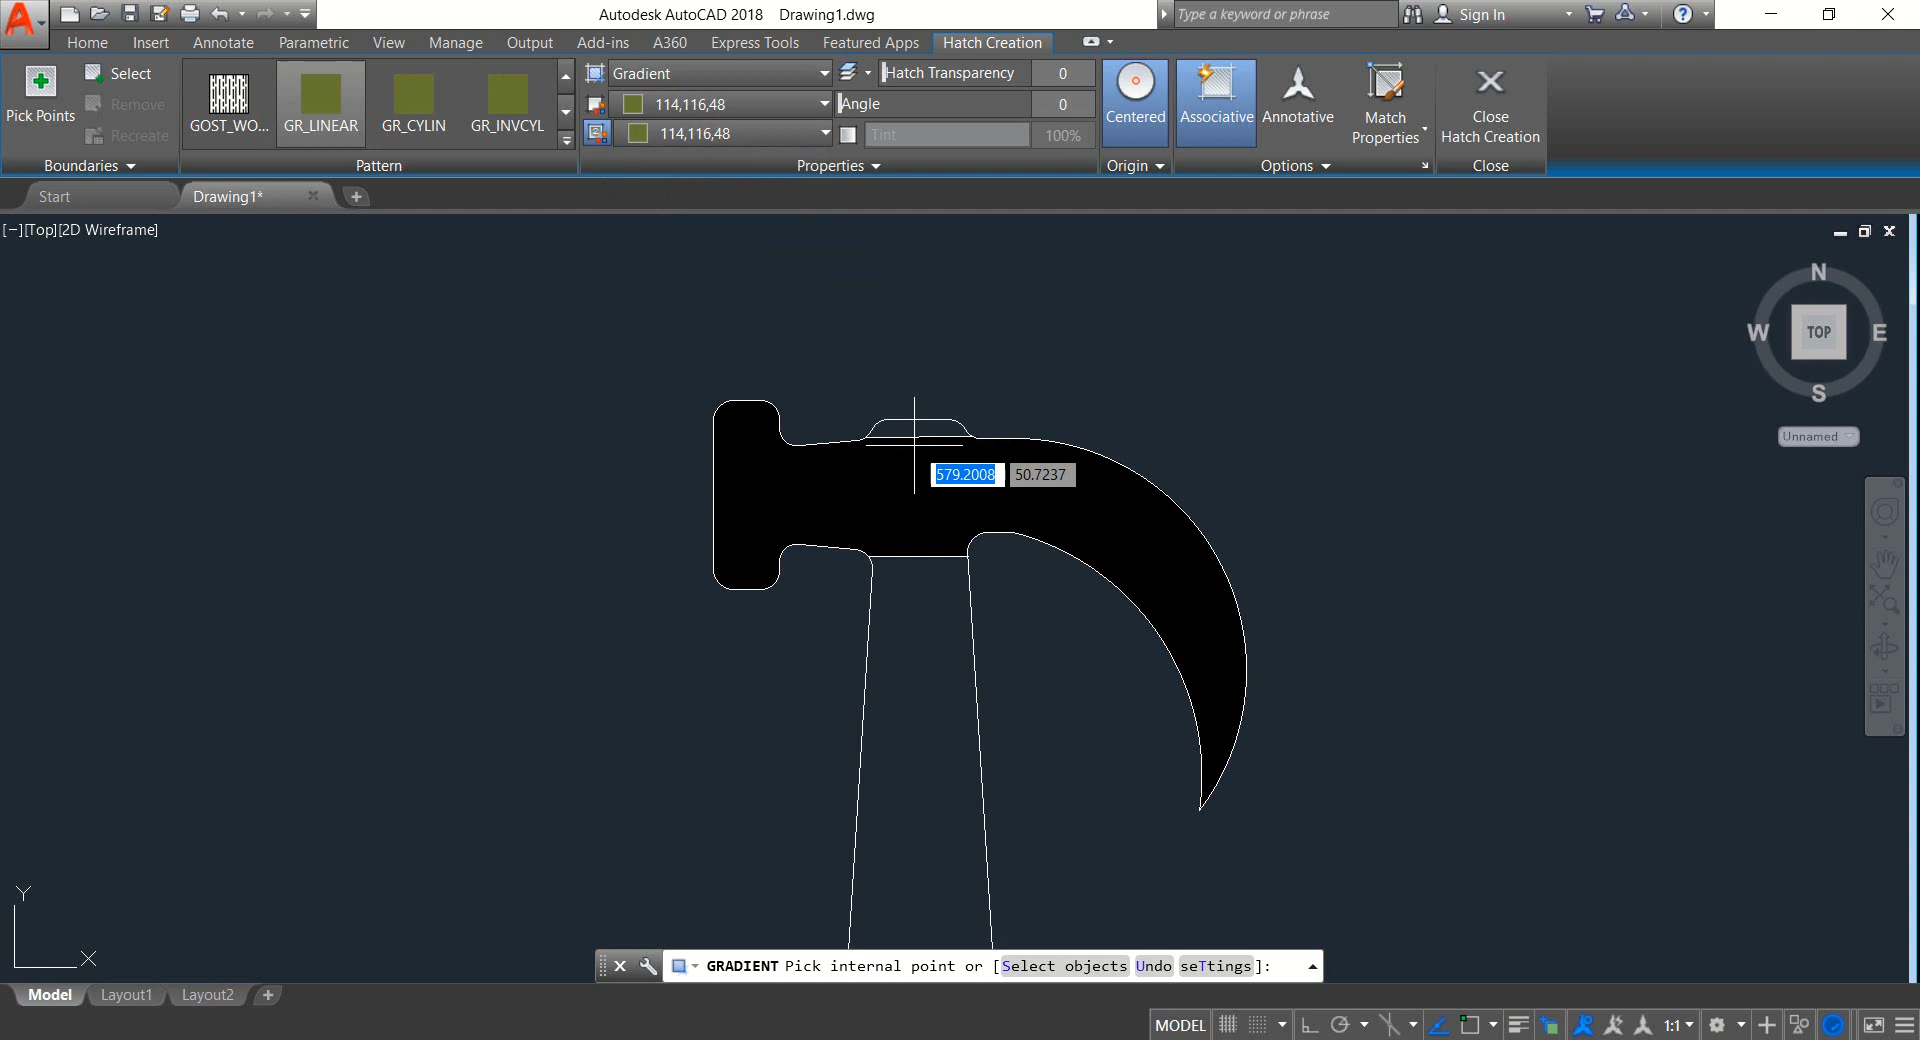 Autodesk AutoCAD 2018 Drawing1.dwg
Type a keyword or phrase
Sign In
Home Insert Annotate Parametric View Manage Output Add-ins A360 Express Tools Featured Apps Hatch Creation
Pick Points
Select
Remove
Recreate
Boundaries
GOST_WO...
GR_LINEAR
GR_CYLIN
GR_INVCYL
Pattern
Gradient
114,116,48
114,116,48
Hatch Transparency 0
Angle 0
Tint 100%
Properties
Centered
Origin
Associative
Annotative
Match Properties
Options
Close Hatch Creation
Close
Start
Drawing1*
[−][Top][2D Wireframe]
N
W TOP E
S
Unnamed
579.2008 50.7237
Y
X
GRADIENT Pick internal point or [Select objects Undo seTtings]:
Model Layout1 Layout2
MODEL
1:1